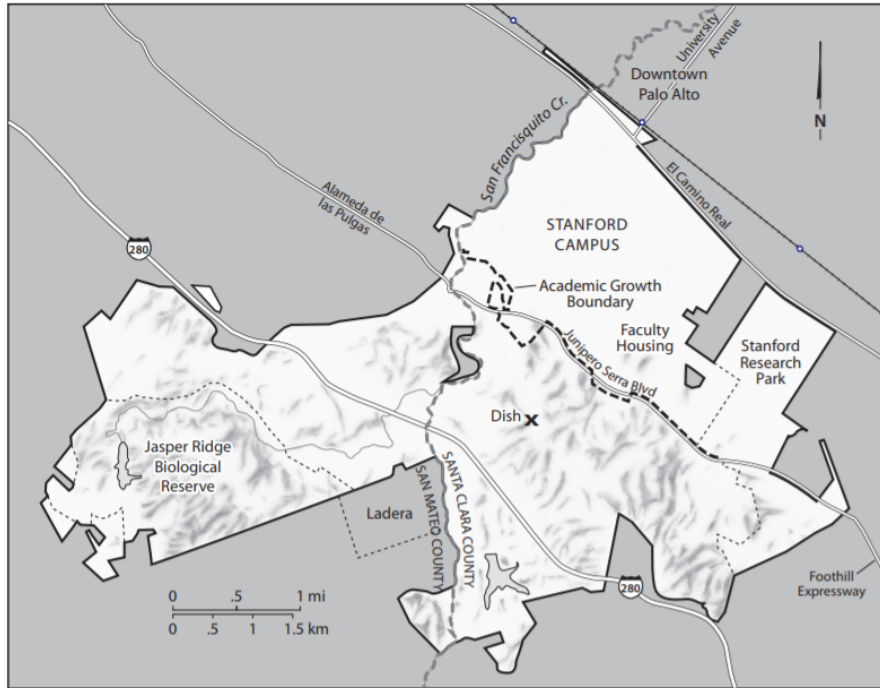 University
Avenue
Downtown
Palo Alto
N
San Francisquito Cr.
El Camino Real
Alameda de
las Pulgas
STANFORD
CAMPUS
280
Academic Growth
Boundary
Faculty
Housing
Stanford
Research
Park
Junipero Serra Blvd
Dish x
Jasper Ridge
Biological
Reserve
Ladera
SAN MATEO COUNTY
SANTA CLARA COUNTY
0 .5 1 mi
0 .5 1 1.5 km
280
Foothill
Expressway